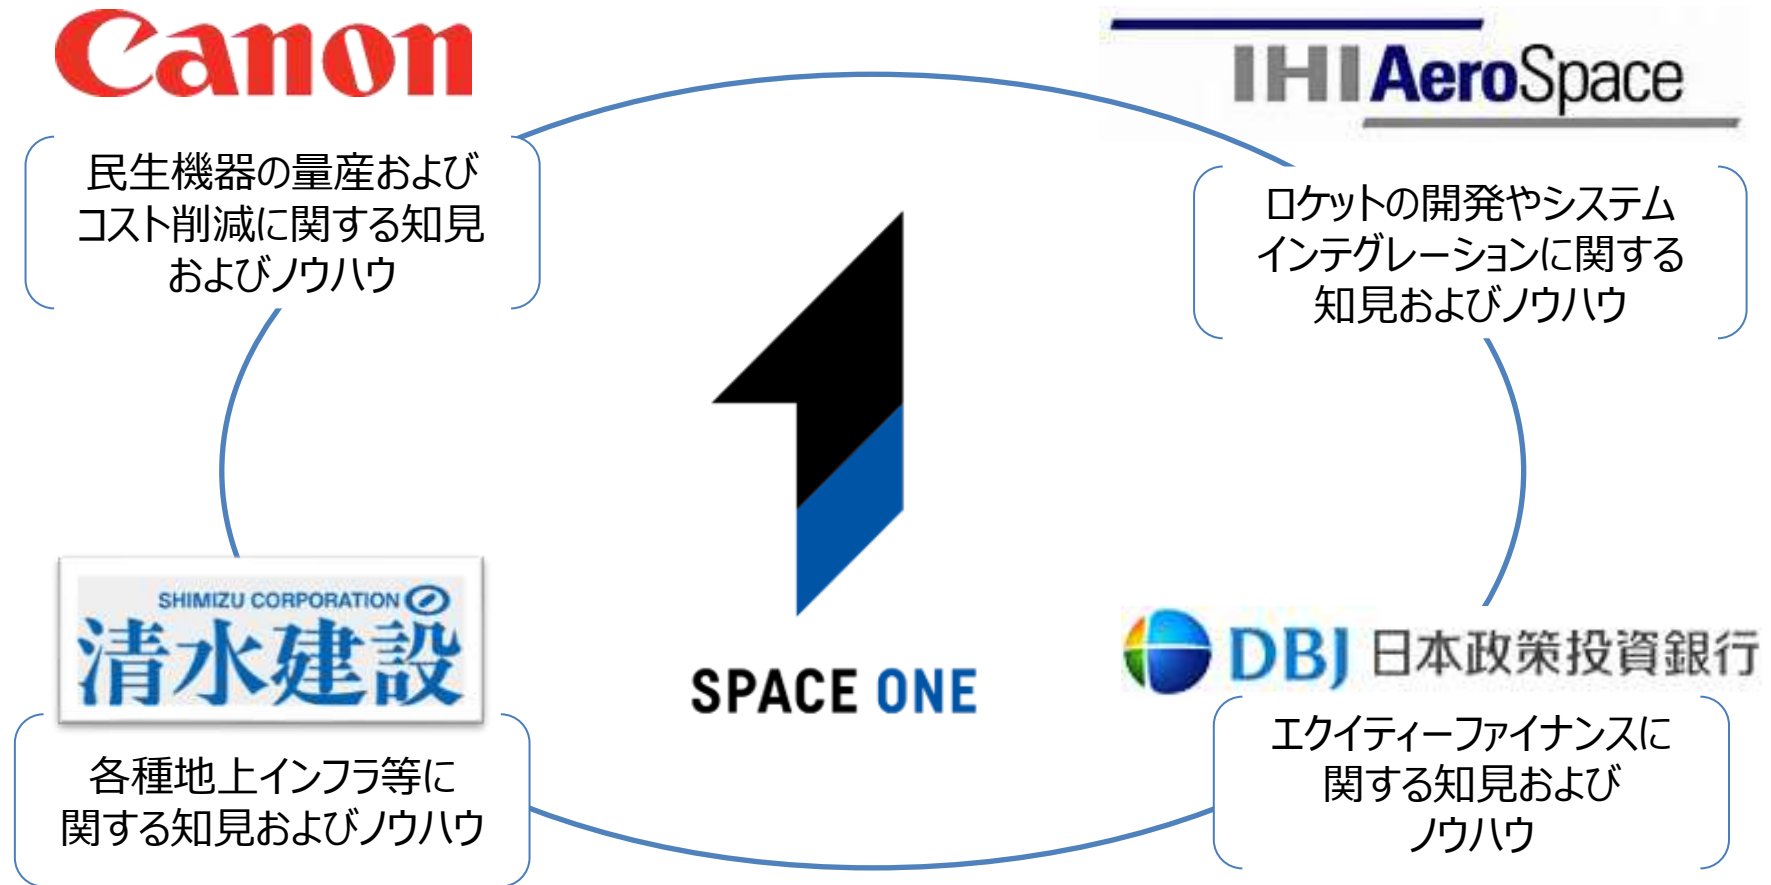 Canon
民生機器の量産および
コスト削減に関する知見
およびノウハウ
IHI AeroSpace
ロケットの開発やシステム
インテグレーションに関する
知見およびノウハウ
SPACE ONE
SHIMIZU CORPORATION
清水建設
各種地上インフラ等に
関する知見およびノウハウ
DBJ 日本政策投資銀行
エクイティーファイナンスに
関する知見および
ノウハウ